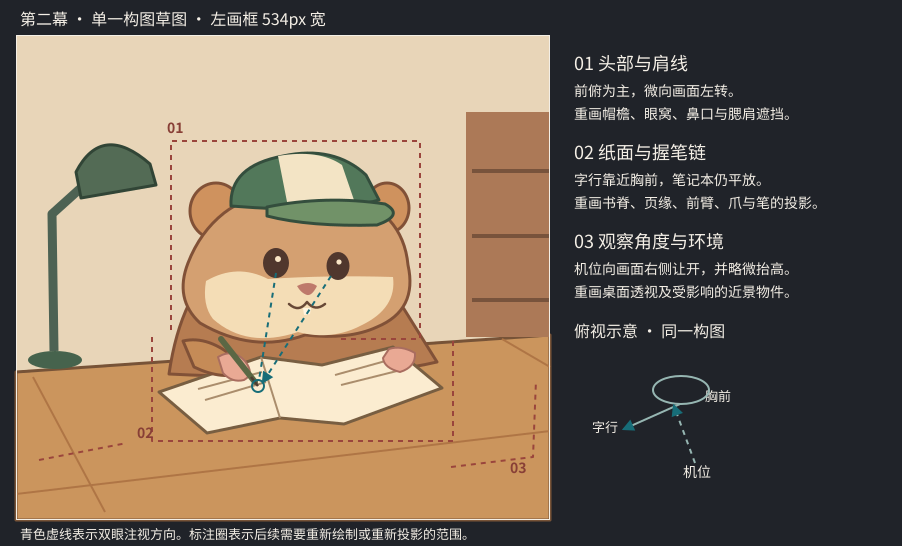 第二幕 · 单一构图草图 · 左画框 534px 宽
01
02
03
01 头部与肩线
前俯为主，微向画面左转。
重画帽檐、眼窝、鼻口与腮肩遮挡。
02 纸面与握笔链
字行靠近胸前，笔记本仍平放。
重画书脊、页缘、前臂、爪与笔的投影。
03 观察角度与环境
机位向画面右侧让开，并略微抬高。
重画桌面透视及受影响的近景物件。
俯视示意 · 同一构图
胸前
字行
机位
青色虚线表示双眼注视方向。标注圈表示后续需要重新绘制或重新投影的范围。